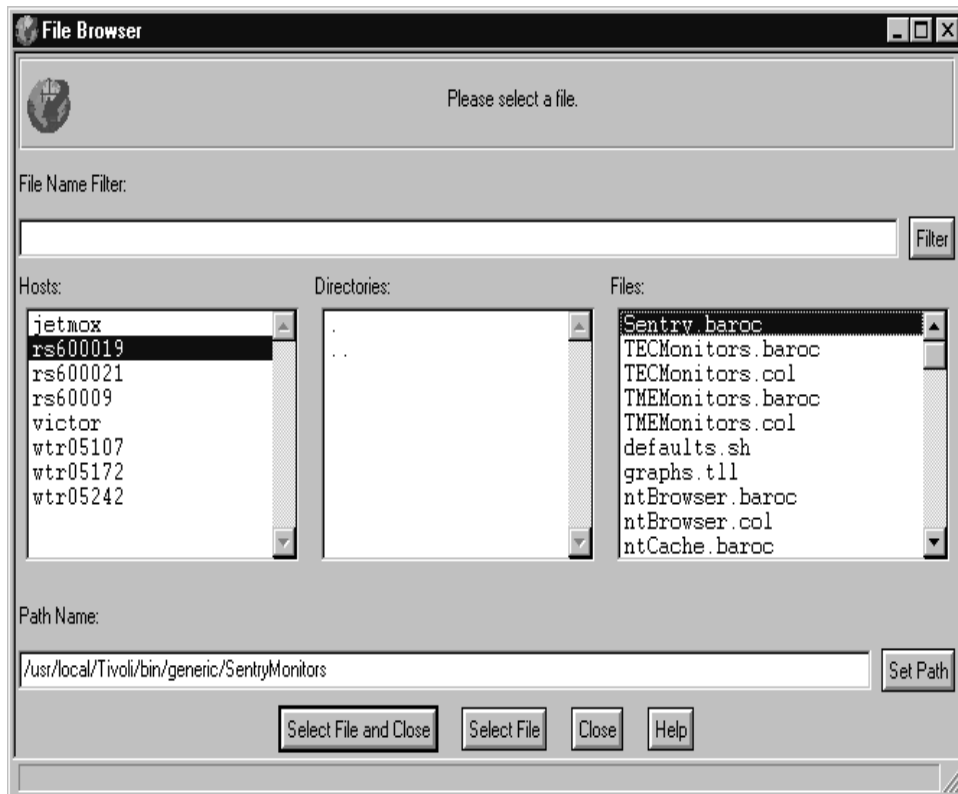 File Browser
Please select a file.
File Name Filter:
Filter
Hosts:
Directories:
Files:
jetmox
rs600019
rs600021
rs60009
victor
wtr05107
wtr05172
wtr05242
.
..
Sentry.baroc
TECMonitors.baroc
TECMonitors.col
TMEMonitors.baroc
TMEMonitors.col
defaults.sh
graphs.tll
ntBrowser.baroc
ntBrowser.col
ntCache.baroc
Path Name:
/usr/local/Tivoli/bin/generic/SentryMonitors
Set Path
Select File and Close
Select File
Close
Help